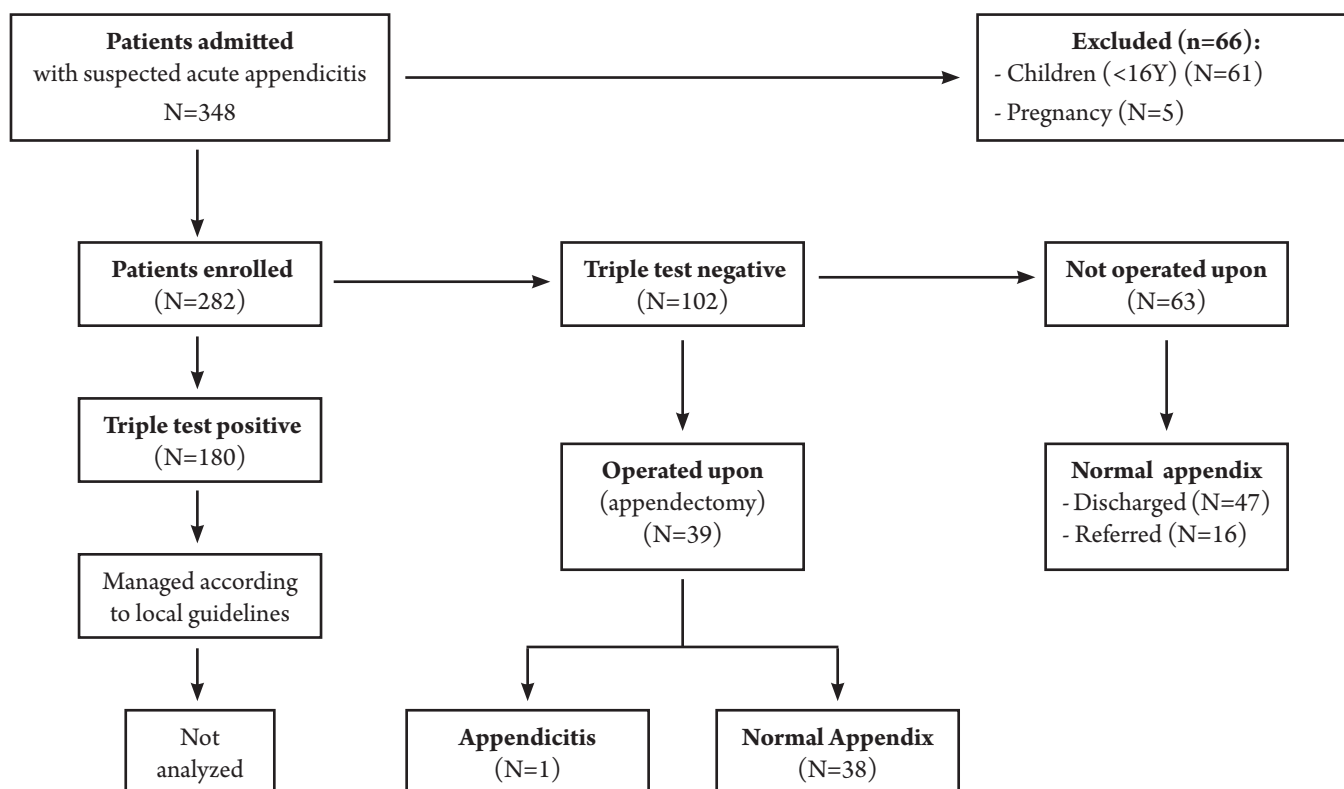 Patients admitted
with suspected acute appendicitis
N=348
Excluded (n=66):
- Children (<16Y) (N=61)
- Pregnancy (N=5)
Patients enrolled
(N=282)
Triple test negative
(N=102)
Not operated upon
(N=63)
Triple test positive
(N=180)
Operated upon
(appendectomy)
(N=39)
Normal appendix
- Discharged (N=47)
- Referred (N=16)
Managed according
to local guidelines
Not
analyzed
Appendicitis
(N=1)
Normal Appendix
(N=38)